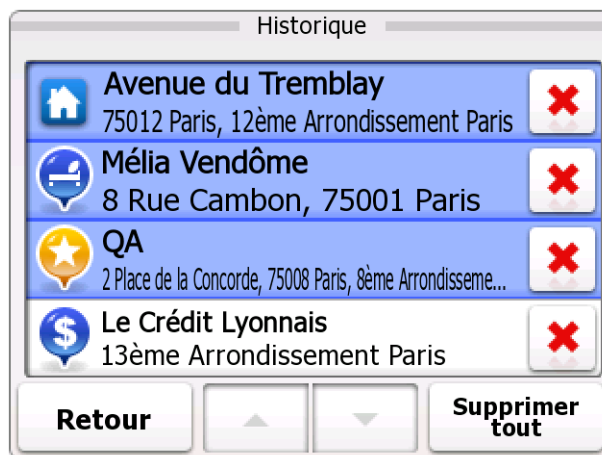 Historique
Avenue du Tremblay
75012 Paris, 12ème Arrondissement Paris
Mélia Vendôme
8 Rue Cambon, 75001 Paris
QA
2 Place de la Concorde, 75008 Paris, 8ème Arrondisseme...
Le Crédit Lyonnais
13ème Arrondissement Paris
Retour
Supprimer
tout